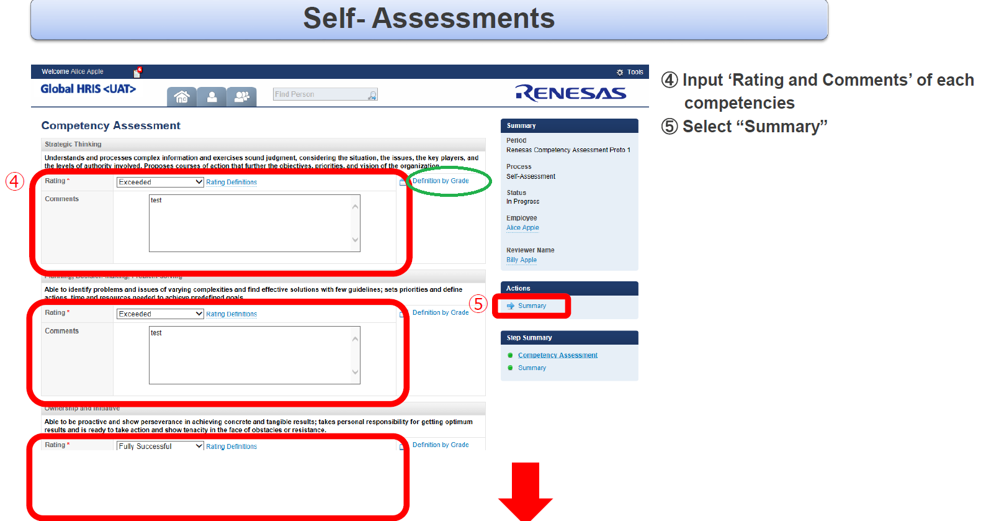 Self- Assessments
Welcome Alice Apple
6
Tools
Global HRIS <UAT>
Find Person
RENESAS
④ Input ‘Rating and Comments’ of each
competencies
⑤ Select “Summary”
Competency Assessment
Strategic Thinking
Understands and processes complex information and exercises sound judgment, considering the situation, the issues, the key players, and
the levels of authority involved. Proposes courses of action that further the objectives, priorities, and vision of the organization.
④
Rating * Exceeded Rating Definitions Definition by Grade
Comments test
Planning, Decision-making, Problem-solving
Able to identify problems and issues of varying complexities and find effective solutions with few guidelines; sets priorities and define
actions, time and resources needed to achieve predefined goals.
Rating * Exceeded Rating Definitions Definition by Grade
Comments test
Ownership and Initiative
Able to be proactive and show perseverance in achieving concrete and tangible results; takes personal responsibility for getting optimum
results and is ready to take action and show tenacity in the face of obstacles or resistance.
Rating * Fully Successful Rating Definitions Definition by Grade
Summary
Period
Renesas Competency Assessment Proto 1
Process
Self-Assessment
Status
In Progress
Employee
Alice Apple
Reviewer Name
Billy Apple
Actions
⑤
Summary
Step Summary
Competency Assessment
Summary